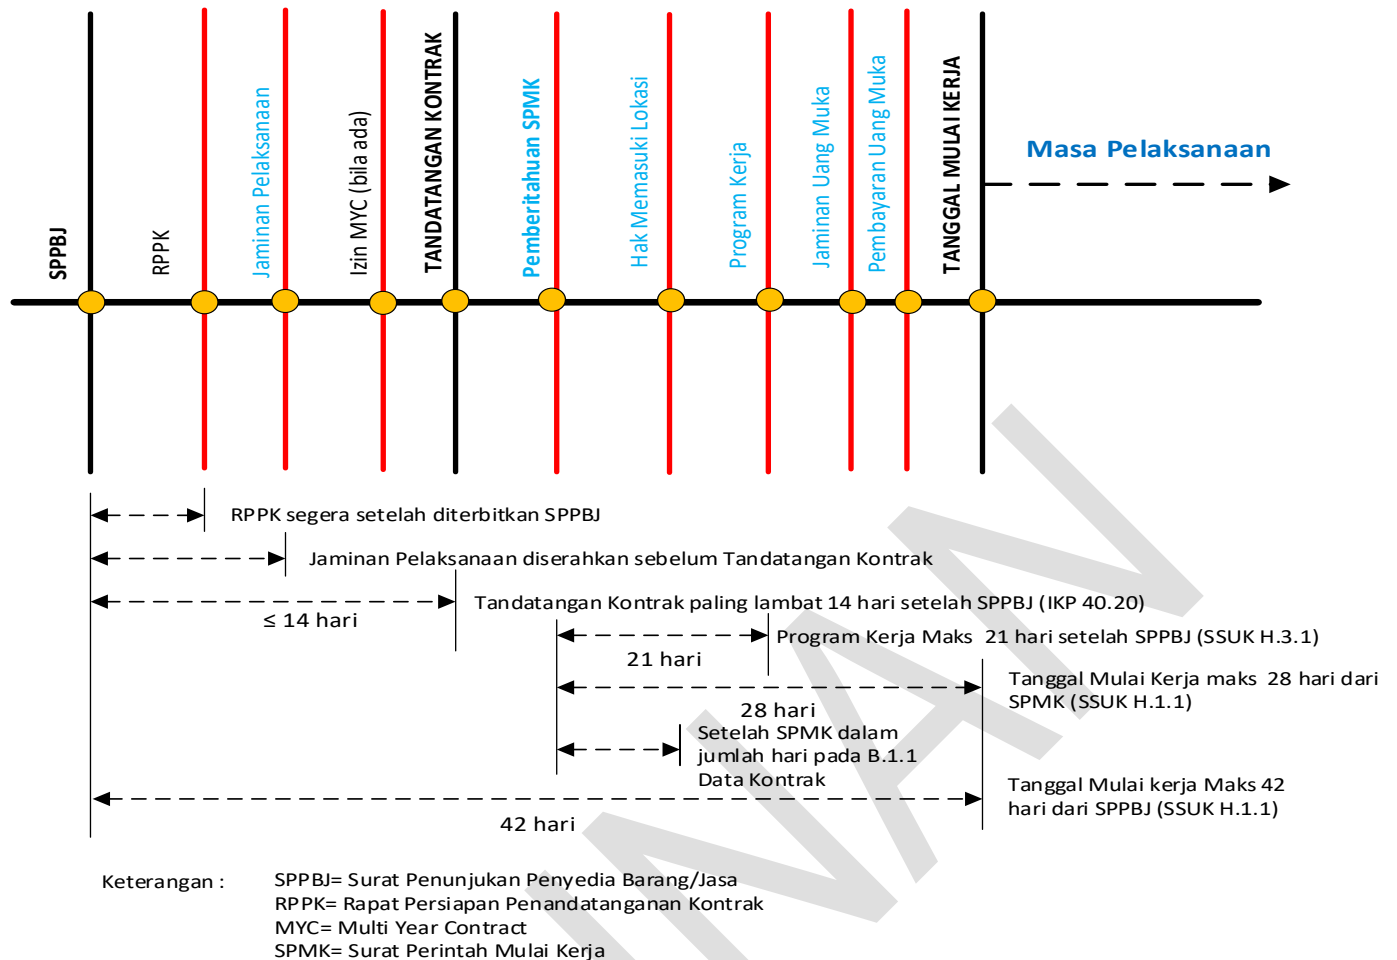 SPPBJ
RPPK
Jaminan Pelaksanaan
Izin MYC (bila ada)
TANDATANGAN KONTRAK
Pemberitahuan SPMK
Hak Memasuki Lokasi
Program Kerja
Jaminan Uang Muka
Pembayaran Uang Muka
TANGGAL MULAI KERJA
Masa Pelaksanaan
RPPK segera setelah diterbitkan SPPBJ
Jaminan Pelaksanaan diserahkan sebelum Tandatangan Kontrak
≤ 14 hari
Tandatangan Kontrak paling lambat 14 hari setelah SPPBJ (IKP 40.20)
21 hari
Program Kerja Maks 21 hari setelah SPPBJ (SSUK H.3.1)
28 hari
Tanggal Mulai Kerja maks 28 hari dari
SPMK (SSUK H.1.1)
Setelah SPMK dalam
jumlah hari pada B.1.1
Data Kontrak
42 hari
Tanggal Mulai kerja Maks 42
hari dari SPPBJ (SSUK H.1.1)
Keterangan :
SPPBJ= Surat Penunjukan Penyedia Barang/Jasa
RPPK= Rapat Persiapan Penandatanganan Kontrak
MYC= Multi Year Contract
SPMK= Surat Perintah Mulai Kerja